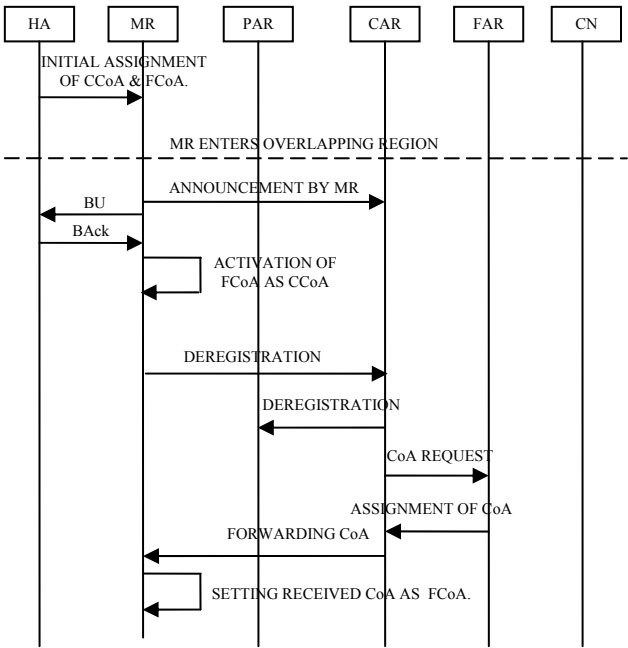 HA MR PAR CAR FAR CN
INITIAL ASSIGNMENT
OF CCoA & FCoA.
MR ENTERS OVERLAPPING REGION
ANNOUNCEMENT BY MR
BU
BAck
ACTIVATION OF
FCoA AS CCoA
DEREGISTRATION
DEREGISTRATION
CoA REQUEST
ASSIGNMENT OF CoA
FORWARDING CoA
SETTING RECEIVED CoA AS FCoA.